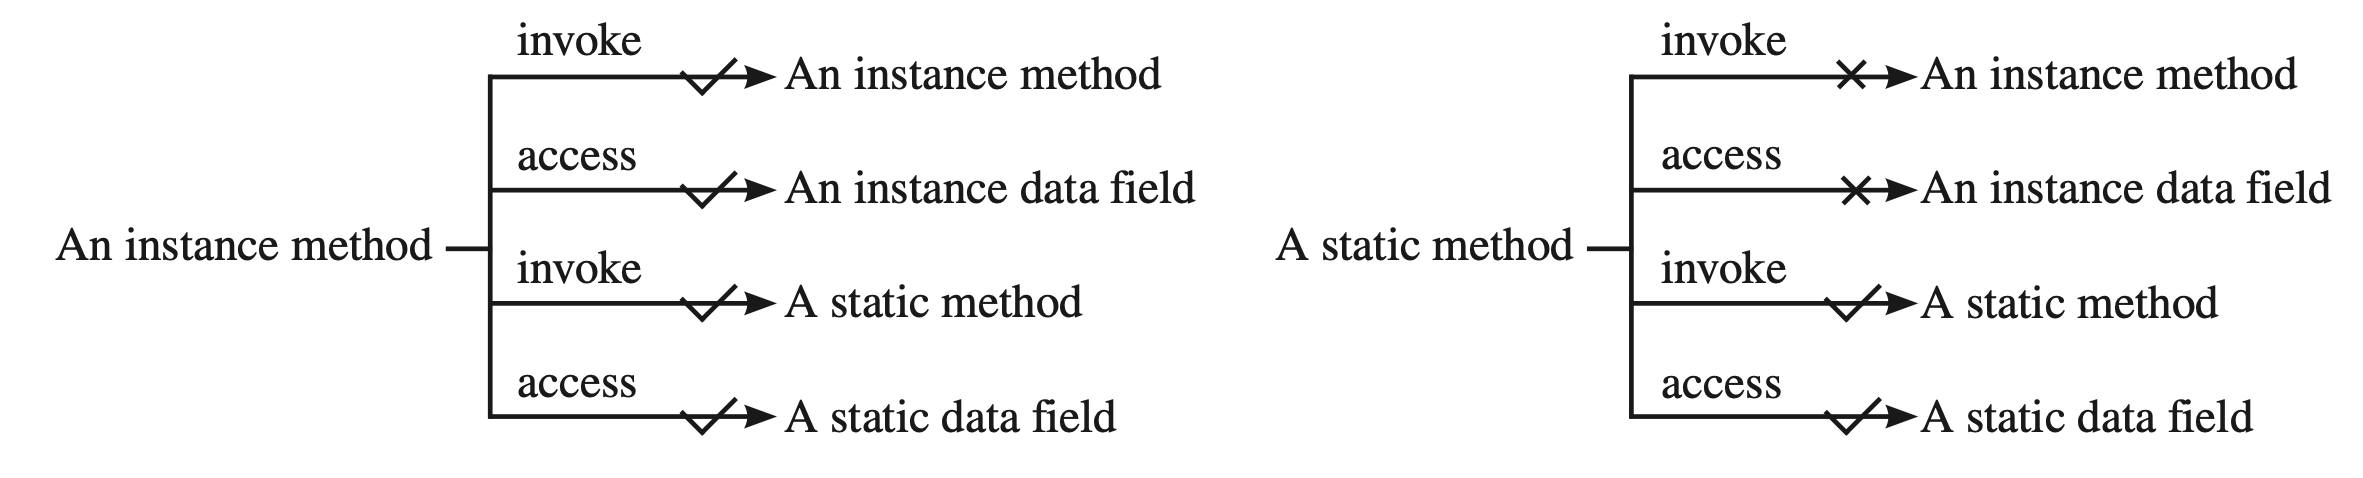 invoke
An instance method
access
An instance data field
An instance method
invoke
A static method
access
A static data field
invoke
An instance method
access
An instance data field
A static method
invoke
A static method
access
A static data field